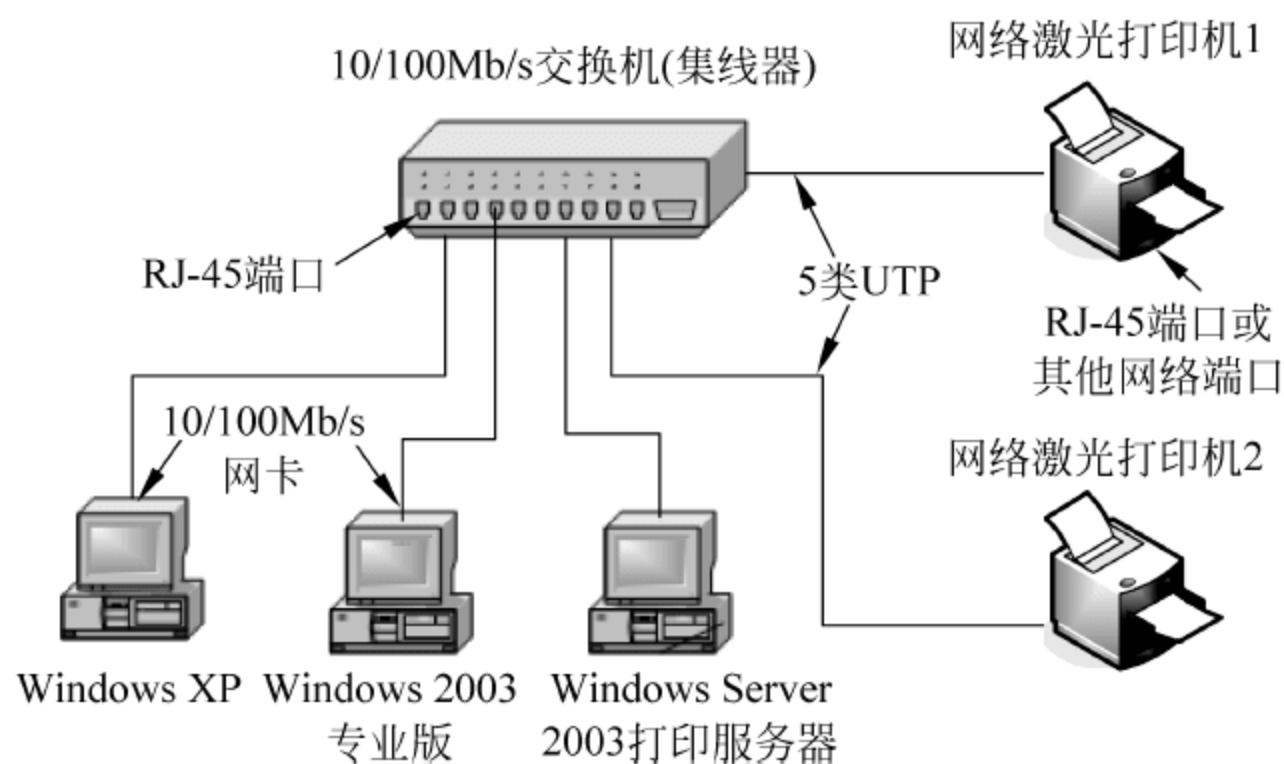 网络激光打印机1
10/100Mb/s交换机(集线器)
RJ-45端口
5类UTP
RJ-45端口或
其他网络端口
10/100Mb/s
网卡
网络激光打印机2
Windows XP
Windows 2003
专业版
Windows Server
2003打印服务器